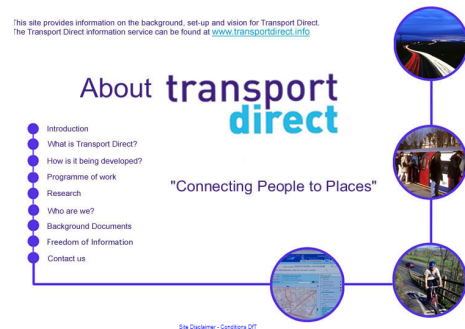 This site provides information on the background, set-up and vision for Transport Direct.
The Transport Direct information service can be found at www.transportdirect.info
About transport
direct
Introduction
What is Transport Direct?
How is it being developed?
Programme of work
"Connecting People to Places"
Research
Who are we?
Background Documents
Freedom of Information
Contact us
Site Disclaimer - Conditions DfT